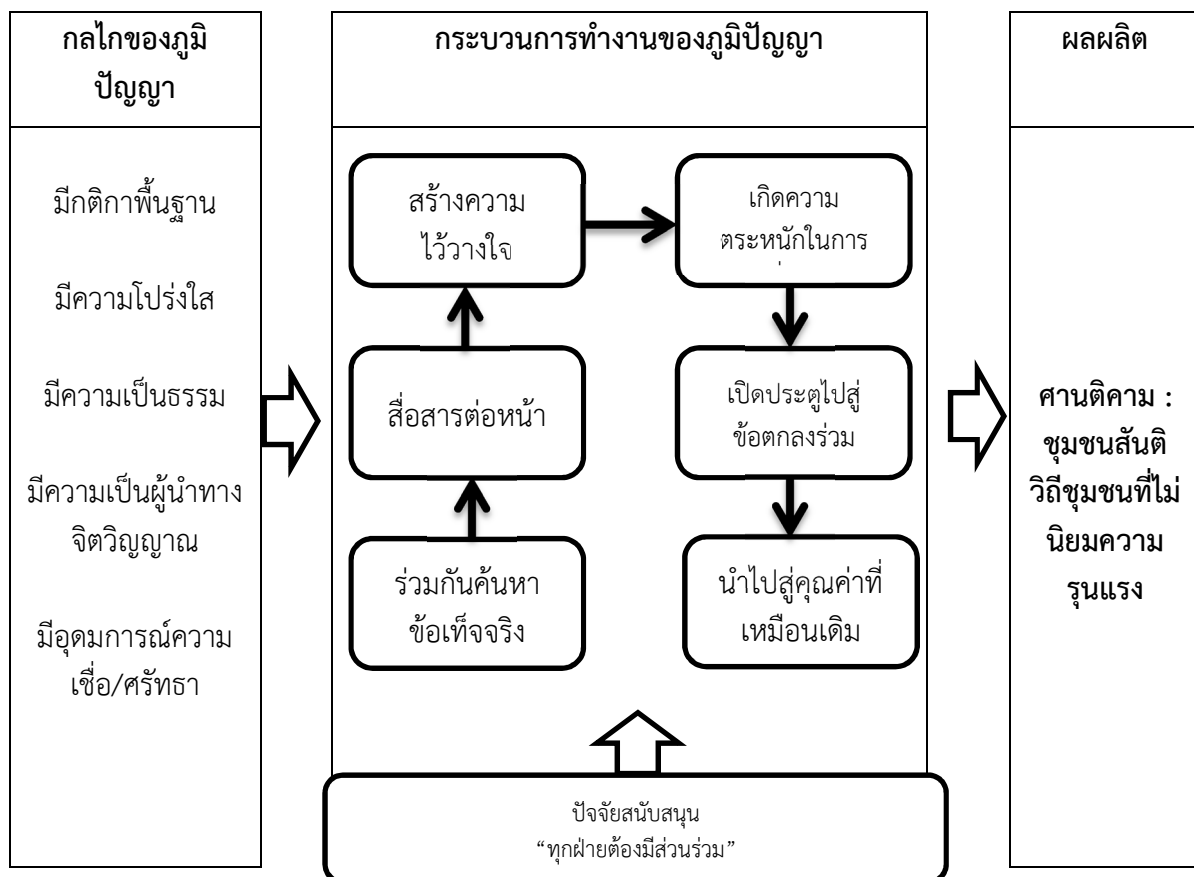 กลไกของภูมิ
ปัญญา
มีกติกาพื้นฐาน
มีความโปร่งใส
มีความเป็นธรรม
มีความเป็นผู้นำทาง
จิตวิญญาณ
มีอุดมการณ์ความ
เชื่อ/ศรัทธา
กระบวนการทำงานของภูมิปัญญา
สร้างความ
ไว้วางใจ
เกิดความ
ตระหนักในการ
สื่อสารต่อหน้า
เปิดประตูไปสู่
ข้อตกลงร่วม
ร่วมกันค้นหา
ข้อเท็จจริง
นำไปสู่คุณค่าที่
เหมือนเดิม
ปัจจัยสนับสนุน
“ทุกฝ่ายต้องมีส่วนร่วม”
ผลผลิต
ศานติคาม :
ชุมชนสันติ
วิถีชุมชนที่ไม่
นิยมความ
รุนแรง